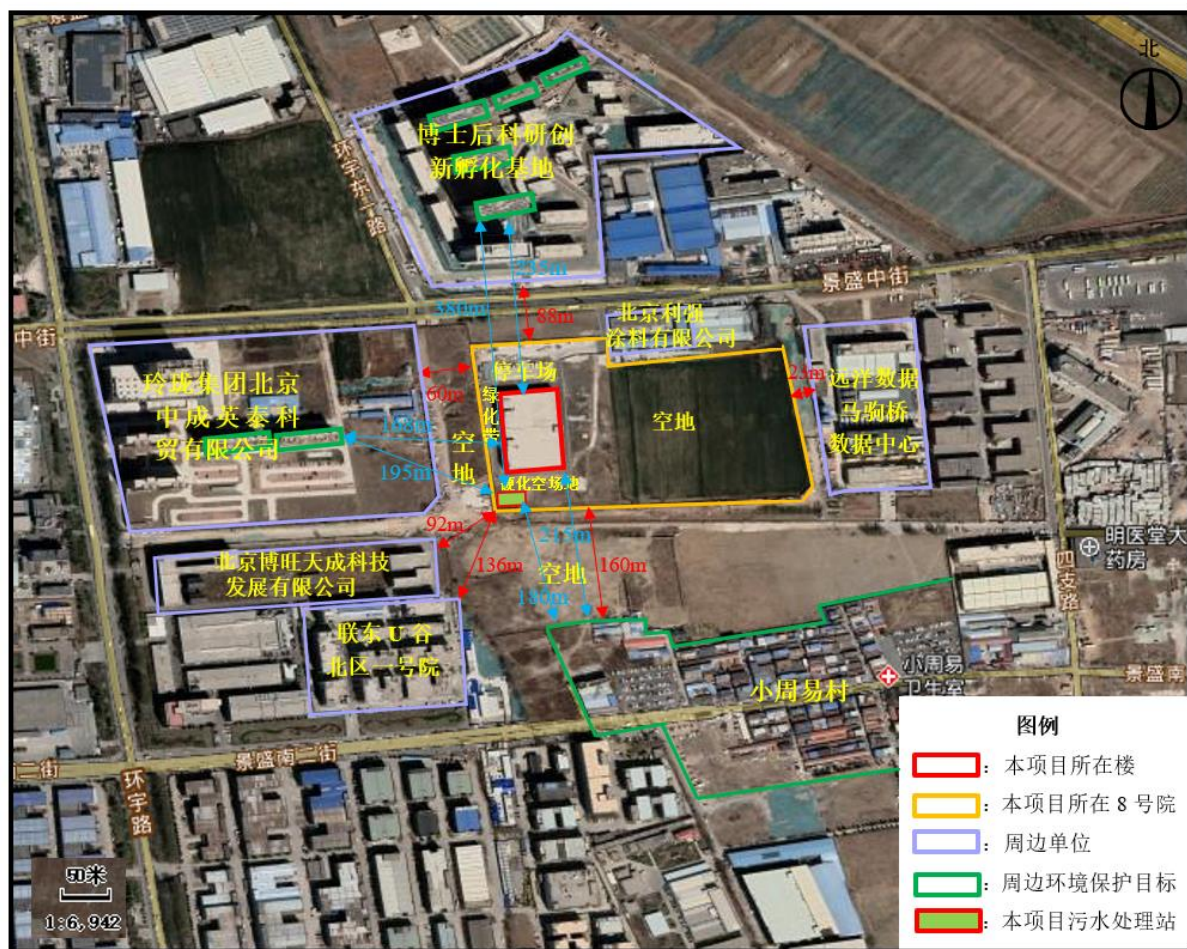 景盛
北
环宇东一路
博士后科研创
新孵化基地
235m
380m
景盛中街
中街
88m
北京利强
涂料有限公司
60m
停车场
绿化带
23m
远洋数据
马驹桥
数据中心
玲珑集团北京
中成英泰科
贸有限公司
空地
空地
195m
硬化空场地
92m
136m
215m
160m
空地
180m
北京博旺天成科技
发展有限公司
联东 U 谷
北区一号院
明医堂大
药房
四支路
小周易
卫生室
小周易村
景盛南
景盛南二街
二街
环宇路
50米
1:6,942
图例
：本项目所在楼
：本项目所在 8 号院
：周边单位
：周边环境保护目标
：本项目污水处理站